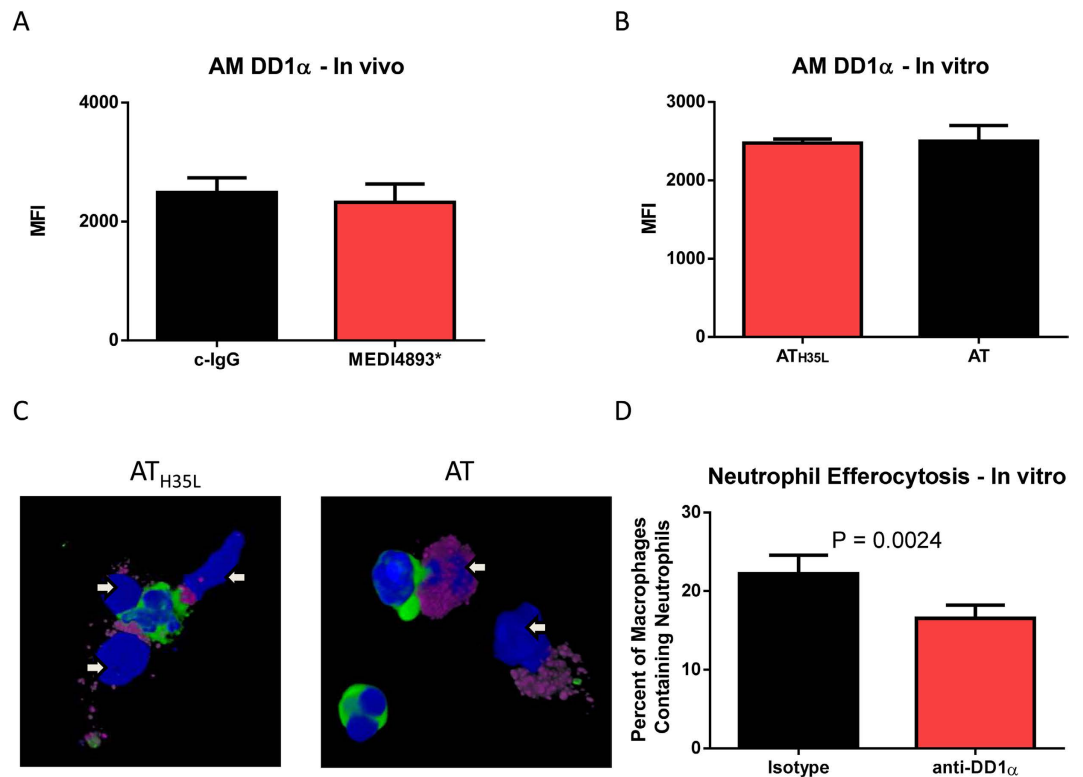 A
AM DD1α - In vivo
4000
2000
0
MFI
c-IgG
MEDI4893*
B
AM DD1α - In vitro
3000
2000
1000
0
MFI
ATH35L
AT
C
ATH35L
AT
D
Neutrophil Efferocytosis - In vitro
30
20
10
0
Percent of Macrophages
Containing Neutrophils
P = 0.0024
Isotype
anti-DD1α